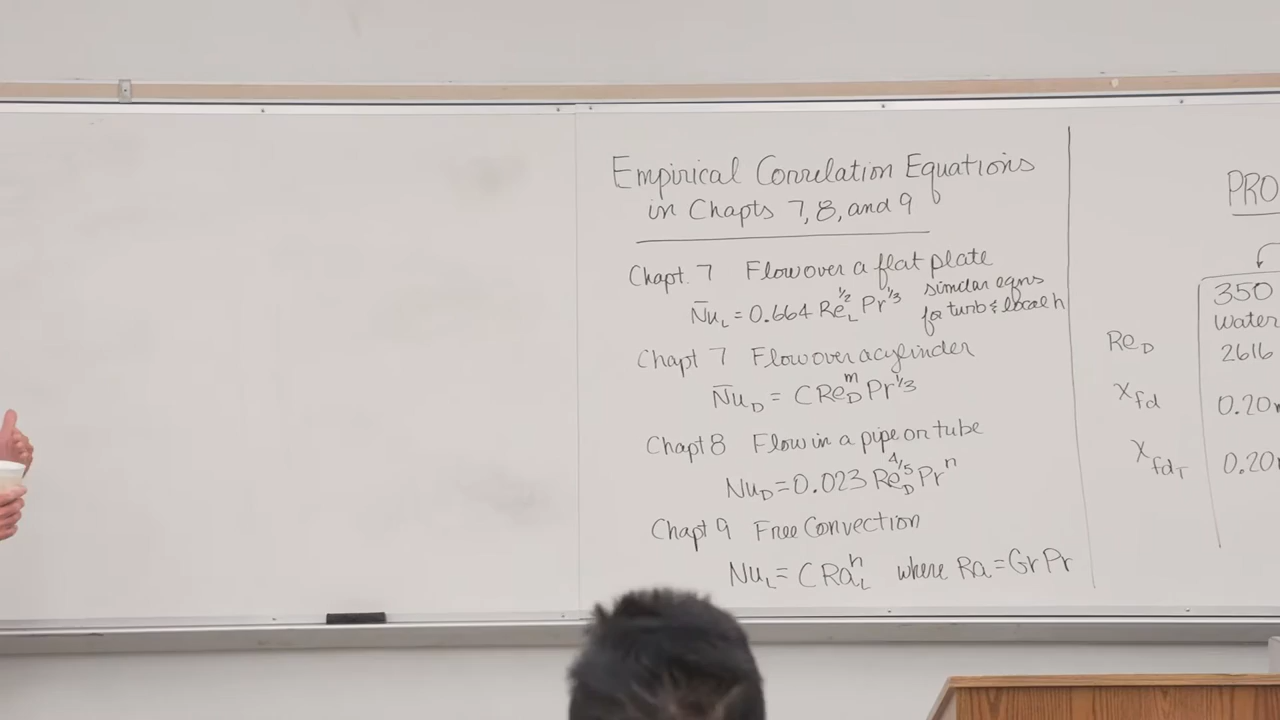 Empirical Correlation Equations
in Chapts 7, 8, and 9
Chapt. 7 Flow over a flat plate
N̄u_L = 0.664 Re_L^1/2 Pr^1/3 similar eqns
for turb & local h
Chapt 7 Flow over a cylinder
N̄u_D = C Re_D^m Pr^1/3
Chapt 8 Flow in a pipe or tube
Nu_D = 0.023 Re_D^4/5 Pr^n
Chapt 9 Free Convection
Nu_L = C Ra_L^n where Ra = Gr Pr
PRO
350
Water
Re_D 2616
X_fd 0.20
X_fd_T 0.20